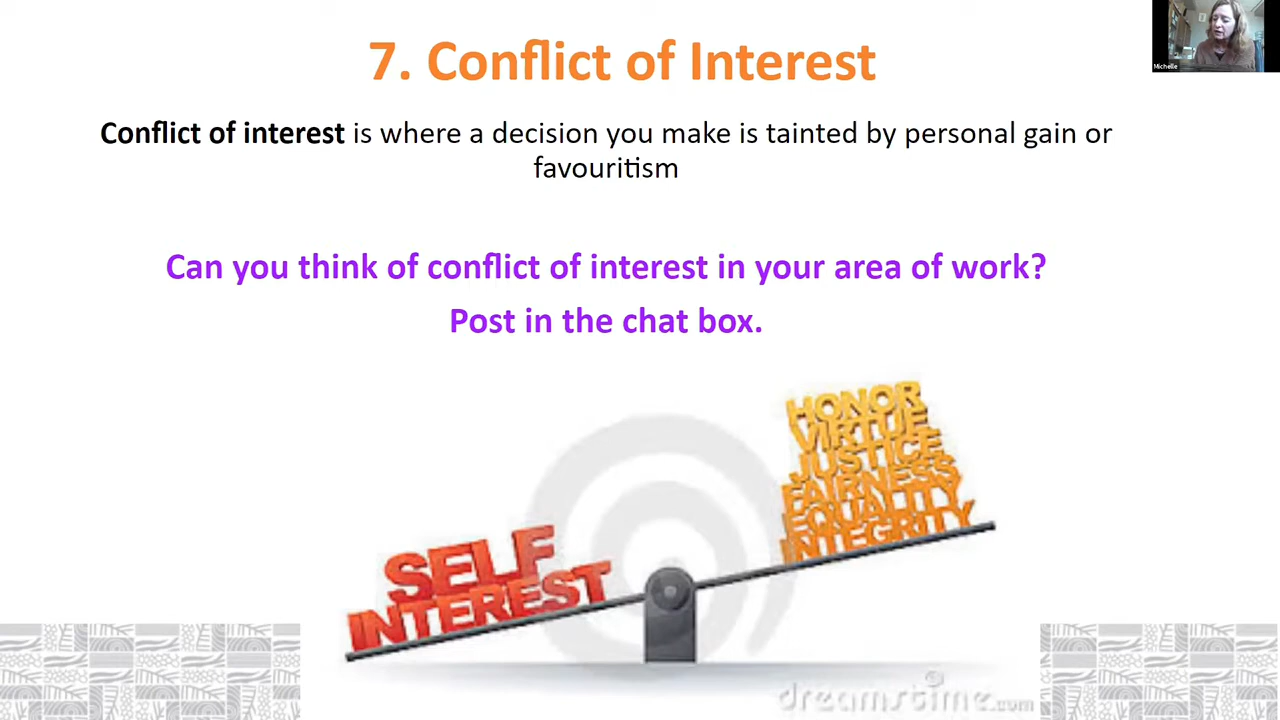 7. Conflict of Interest
Michelle
Conflict of interest is where a decision you make is tainted by personal gain or
favouritism
Can you think of conflict of interest in your area of work?
Post in the chat box.
HONOR
VIRTUE
JUSTICE
FAIRNESS
EQUALITY
INTEGRITY
SELF
INTEREST
dreamstime.com